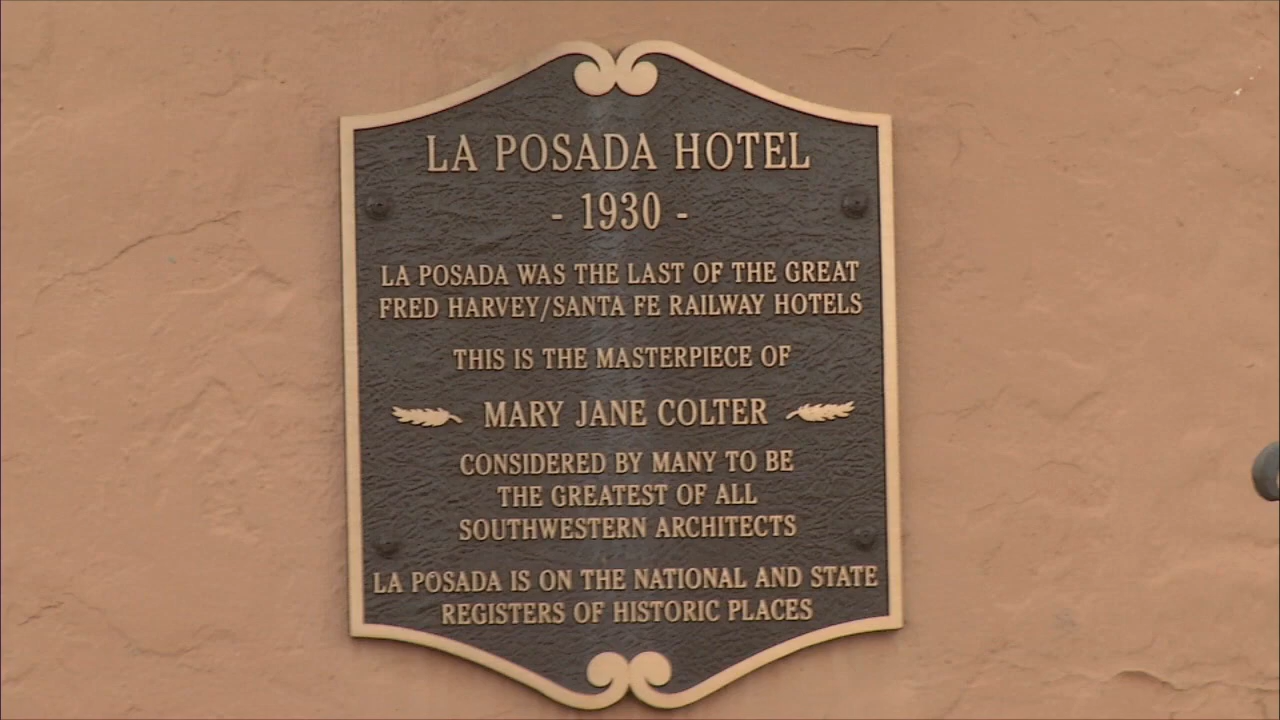 LA POSADA HOTEL
- 1930 -
LA POSADA WAS THE LAST OF THE GREAT
FRED HARVEY/SANTA FE RAILWAY HOTELS
THIS IS THE MASTERPIECE OF
MARY JANE COLTER
CONSIDERED BY MANY TO BE
THE GREATEST OF ALL
SOUTHWESTERN ARCHITECTS
LA POSADA IS ON THE NATIONAL AND STATE
REGISTERS OF HISTORIC PLACES